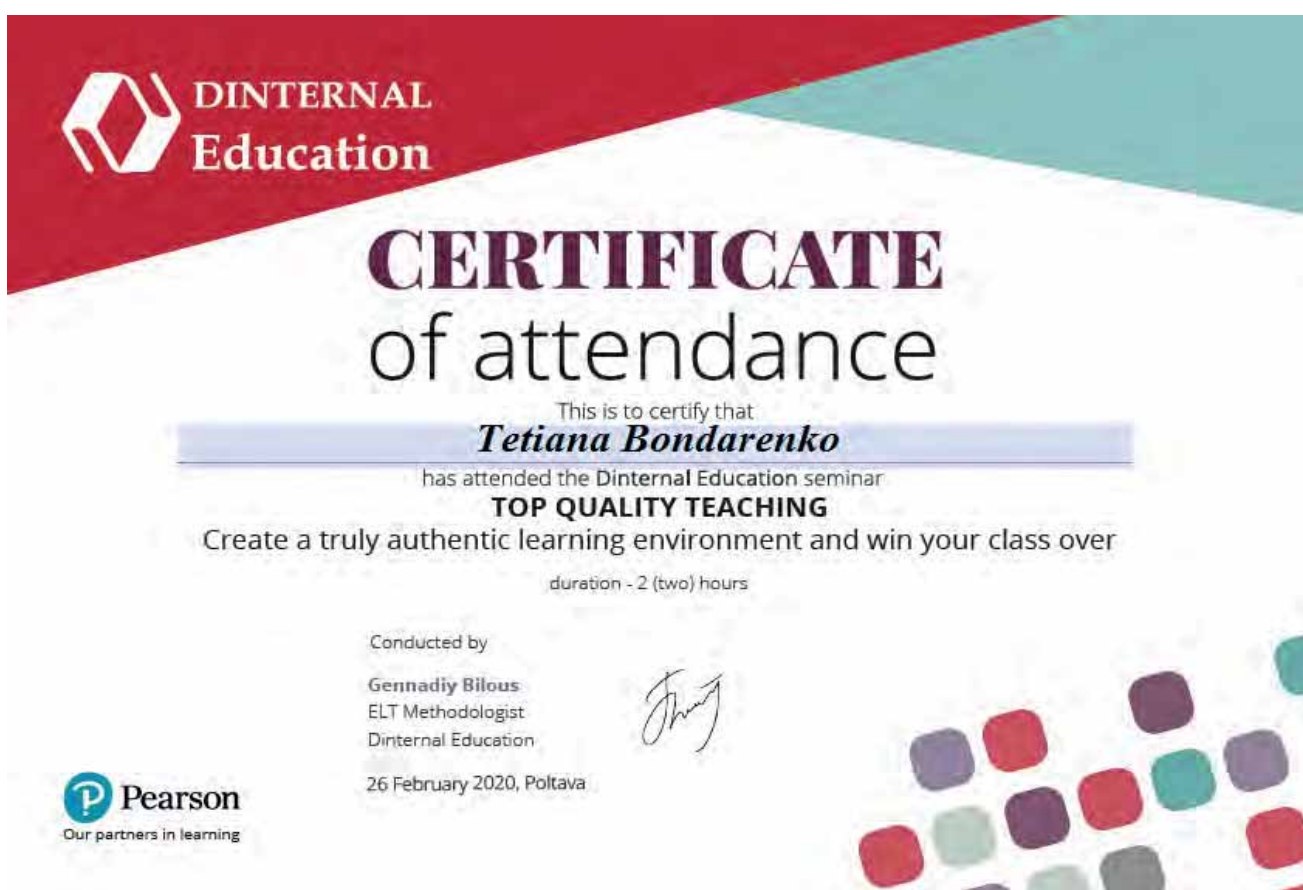 DINTERNAL
Education
CERTIFICATE
of attendance
This is to certify that
Tetiana Bondarenko
has attended the Dinternal Education seminar
TOP QUALITY TEACHING
Create a truly authentic learning environment and win your class over
duration - 2 (two) hours
Conducted by
Gennadiy Bilous
ELT Methodologist
Dinternal Education
26 February 2020, Poltava
Pearson
Our partners in learning